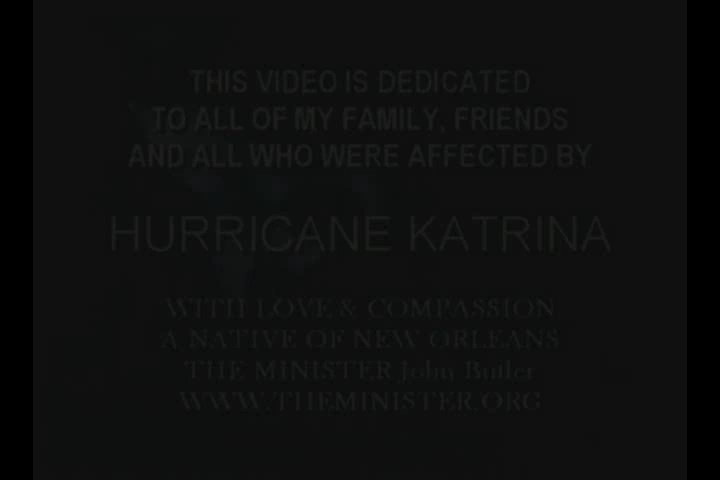 THIS VIDEO IS DEDICATED
TO ALL OF MY FAMILY, FRIENDS
AND ALL WHO WERE AFFECTED BY
HURRICANE KATRINA
WITH LOVE & COMPASSION
A NATIVE OF NEW ORLEANS
THE MINISTER John Butler
WWW.THEMINISTER.ORG